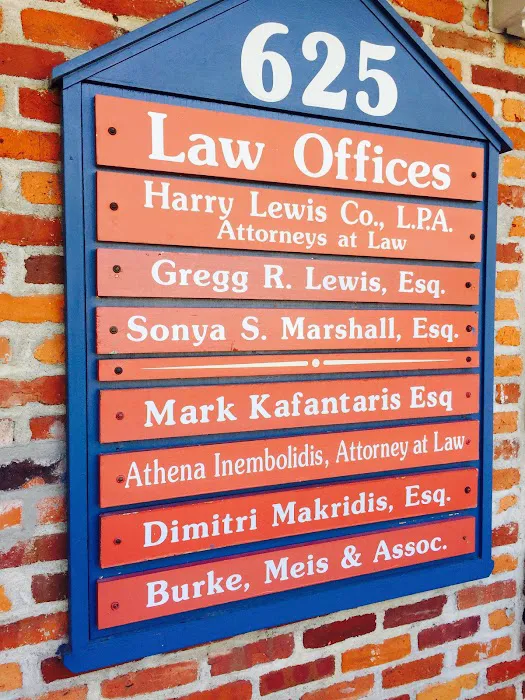 625
Law Offices
Harry Lewis Co., L.P.A.
Attorneys at Law
Gregg R. Lewis, Esq.
Sonya S. Marshall, Esq.
Mark Kafantaris Esq
Athena Inembolidis, Attorney at Law
Dimitri Makridis, Esq.
Burke, Meis & Assoc.